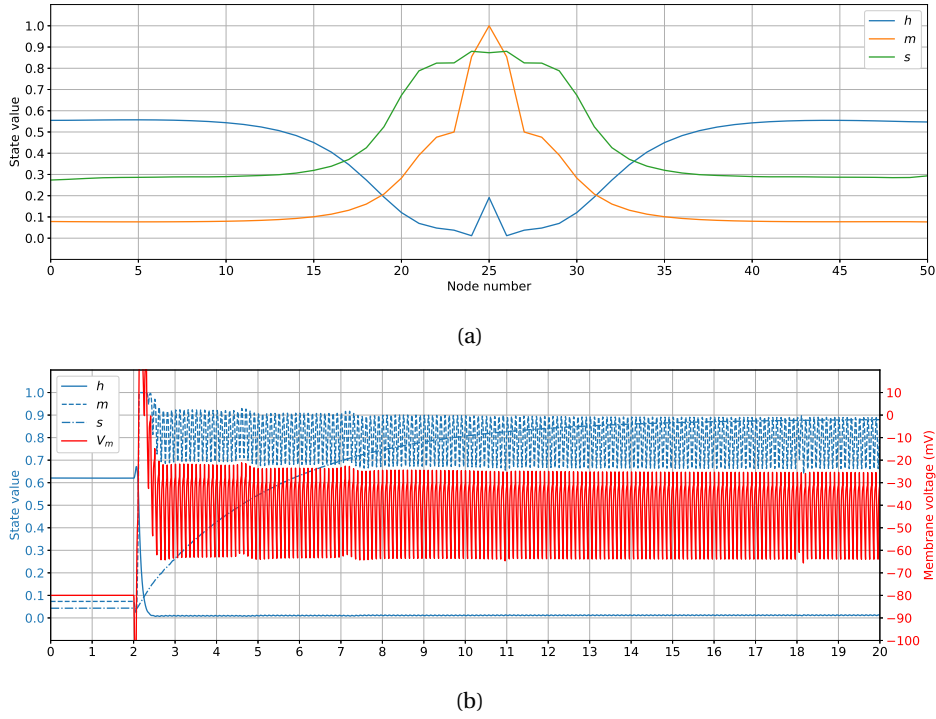 1.0
0.9
0.8
0.7
0.6
0.5
0.4
0.3
0.2
0.1
0.0
State value
h
m
s
0 5 10 15 20 25 30 35 40 45 50
Node number
(a)
1.0
0.9
0.8
0.7
0.6
0.5
0.4
0.3
0.2
0.1
0.0
State value
h
m
s
Vm
10
0
−10
−20
−30
−40
−50
−60
−70
−80
−90
−100
Membrane voltage (mV)
0 1 2 3 4 5 6 7 8 9 10 11 12 13 14 15 16 17 18 19 20
(b)